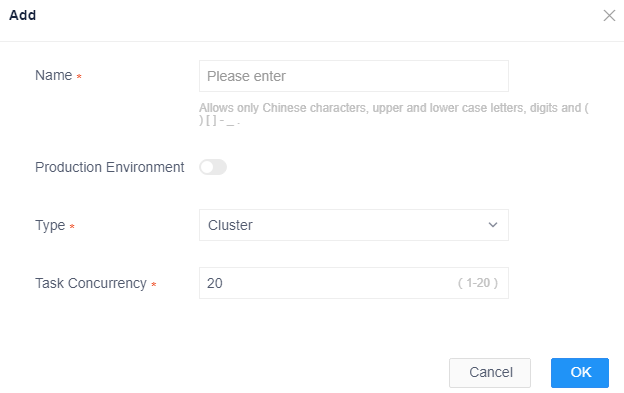 Add
Name *
Please enter
Allows only Chinese characters, upper and lower case letters, digits and (
) [ ] - _ .
Production Environment
Type *
Cluster
Task Concurrency *
20
( 1-20 )
Cancel
OK